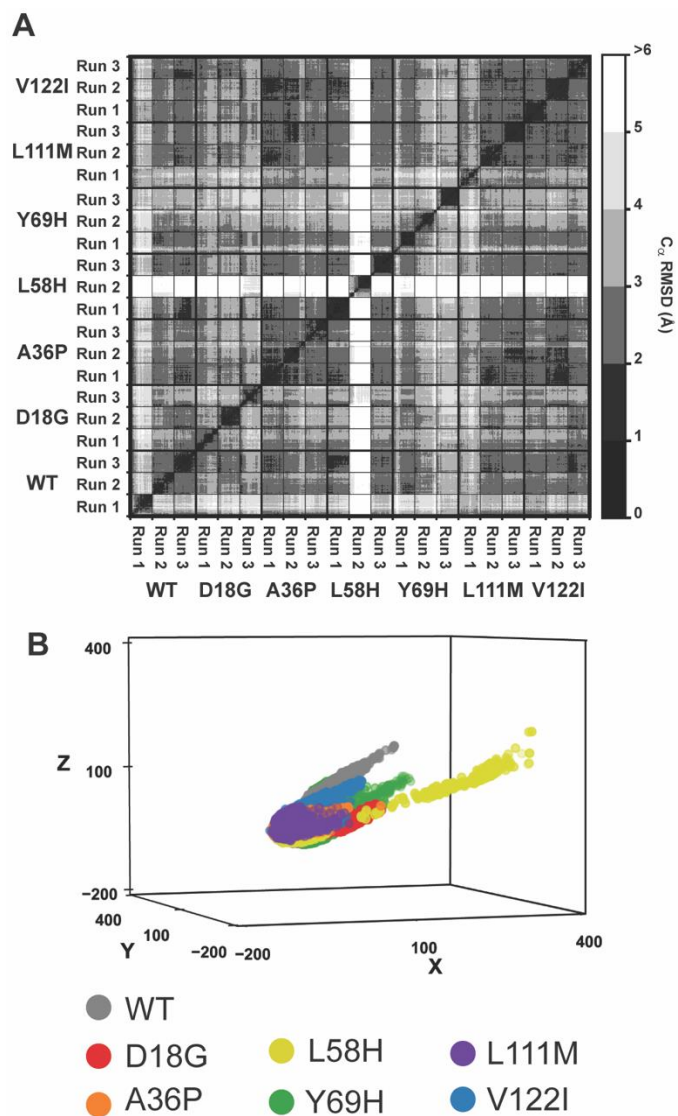 A
V122I
Run 3
Run 2
Run 1
L111M
Run 3
Run 2
Run 1
Y69H
Run 3
Run 2
Run 1
L58H
Run 3
Run 2
Run 1
A36P
Run 3
Run 2
Run 1
D18G
Run 3
Run 2
Run 1
WT
Run 3
Run 2
Run 1
Run 1
Run 2
Run 3
Run 1
Run 2
Run 3
Run 1
Run 2
Run 3
Run 1
Run 2
Run 3
Run 1
Run 2
Run 3
Run 1
Run 2
Run 3
Run 1
Run 2
Run 3
WT D18G A36P L58H Y69H L111M V122I
>6
5
4
3
2
1
0
Cα RMSD (Å)
B
400
Z
100
−200
400
Y
100
−200
−200
100
X
400
WT
D18G
L58H
L111M
A36P
Y69H
V122I